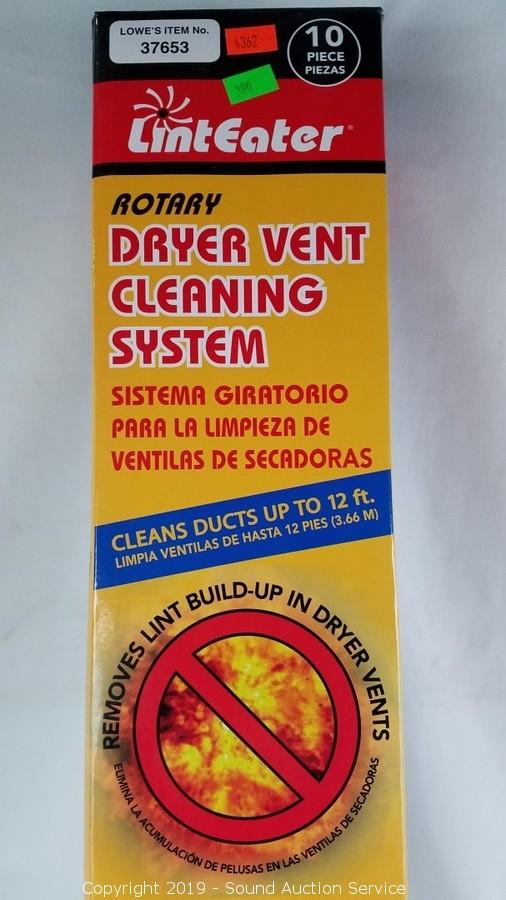 LOWE'S ITEM No.
37653
4362
10
PIECE
PIEZAS
390
LintEater®
ROTARY
DRYER VENT
CLEANING
SYSTEM
SISTEMA GIRATORIO
PARA LA LIMPIEZA DE
VENTILAS DE SECADORAS
CLEANS DUCTS UP TO 12 ft.
LIMPIA VENTILAS DE HASTA 12 PIES (3.66 M)
REMOVES LINT BUILD-UP IN DRYER VENTS
ELIMINA LA ACUMULACIÓN DE PELUSAS EN LAS VENTILAS DE SECADORAS
Copyright 2019 - Sound Auction Service